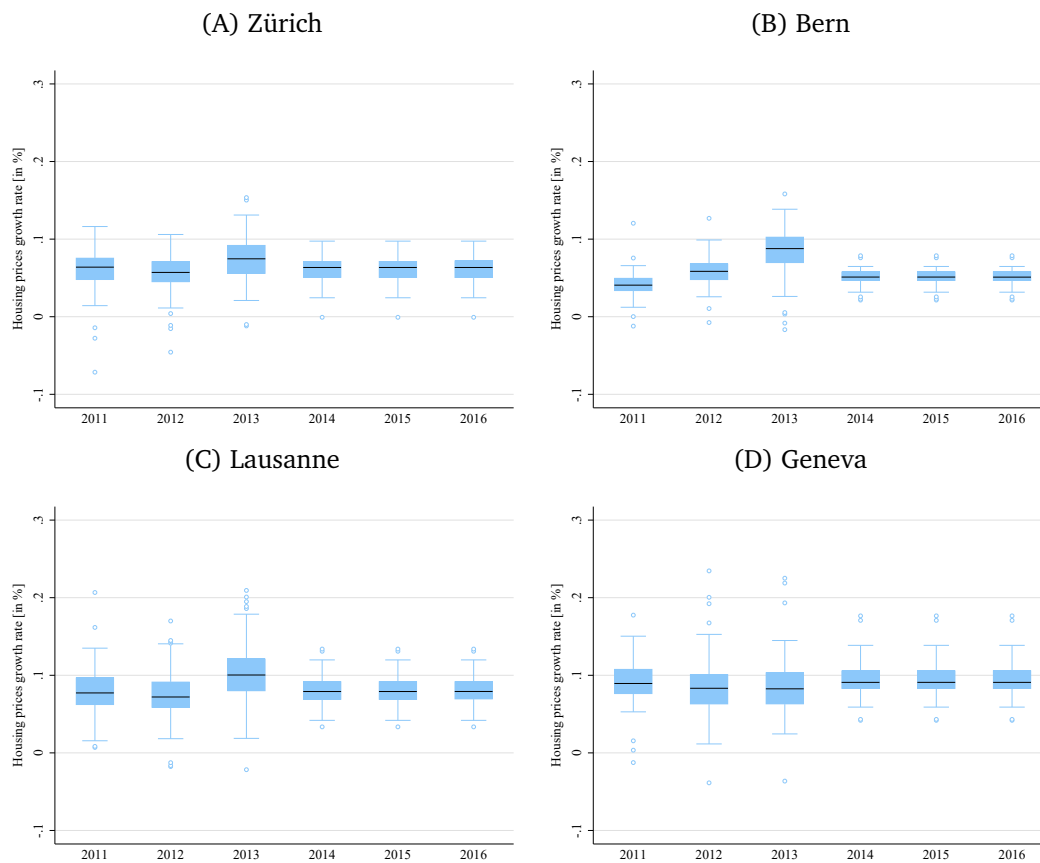 (A) Zürich
Housing prices growth rate [in %]
.3
.2
.1
0
-.1
2011 2012 2013 2014 2015 2016
(B) Bern
Housing prices growth rate [in %]
.3
.2
.1
0
-.1
2011 2012 2013 2014 2015 2016
(C) Lausanne
Housing prices growth rate [in %]
.3
.2
.1
0
-.1
2011 2012 2013 2014 2015 2016
(D) Geneva
Housing prices growth rate [in %]
.3
.2
.1
0
-.1
2011 2012 2013 2014 2015 2016